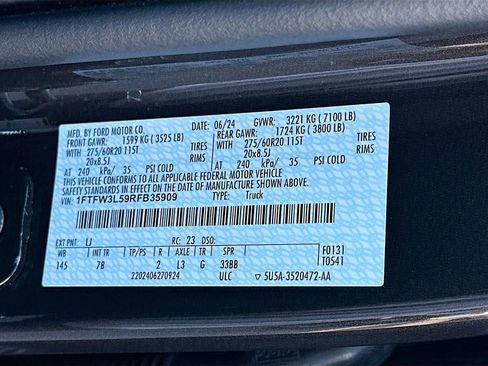 MFD. BY FORD MOTOR CO.
06/24 GVWR: 3221 KG ( 7100 LB)
FRONT GAWR: 1599 KG ( 3525 LB) REAR GAWR: 1724 KG ( 3800 LB)
WITH 275/60R20 115T TIRES WITH 275/60R20 115T TIRES
20x8.5J RIMS 20x8.5J RIMS
AT 240 kPa/ 35 PSI COLD AT 240 kPa/ 35 PSI COLD
THIS VEHICLE CONFORMS TO ALL APPLICABLE FEDERAL MOTOR VEHICLE
SAFETY STANDARDS IN EFFECT ON THE DATE OF MANUFACTURE SHOWN ABOVE.
VIN: 1FTFW3L59RFB35909 TYPE: Truck
EXT PNT: UJ RC: 23 DSO:
WB INT TR TP/PS R AXLE TR SPR
145 7B 2 L3 G 33BB
F0131
T0541
2202406270924 ULC 5U5A-3520472-AA